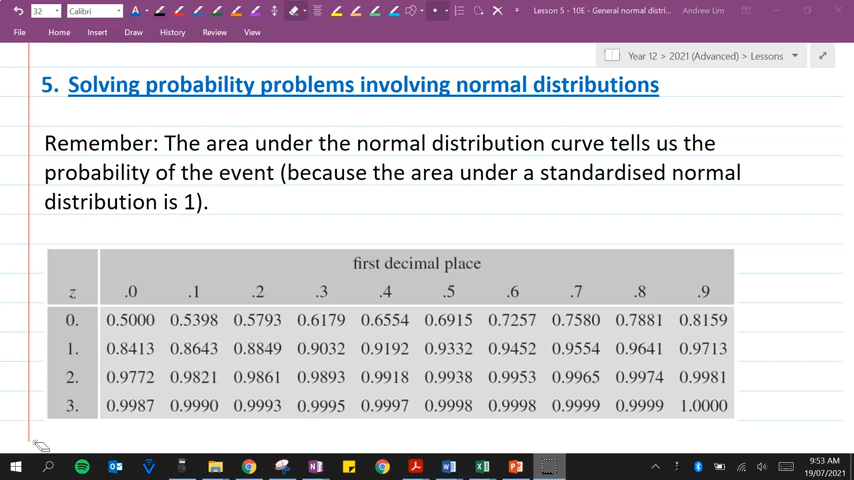 32
Calibri
Lesson 5 - 10E - General normal distri...
Andrew Lim
File Home Insert Draw History Review View
Year 12 > 2021 (Advanced) > Lessons
5. Solving probability problems involving normal distributions
Remember: The area under the normal distribution curve tells us the
probability of the event (because the area under a standardised normal
distribution is 1).
first decimal place
z .0 .1 .2 .3 .4 .5 .6 .7 .8 .9
0. 0.5000 0.5398 0.5793 0.6179 0.6554 0.6915 0.7257 0.7580 0.7881 0.8159
1. 0.8413 0.8643 0.8849 0.9032 0.9192 0.9332 0.9452 0.9554 0.9641 0.9713
2. 0.9772 0.9821 0.9861 0.9893 0.9918 0.9938 0.9953 0.9965 0.9974 0.9981
3. 0.9987 0.9990 0.9993 0.9995 0.9997 0.9998 0.9998 0.9999 0.9999 1.0000
9:53 AM
19/07/2021